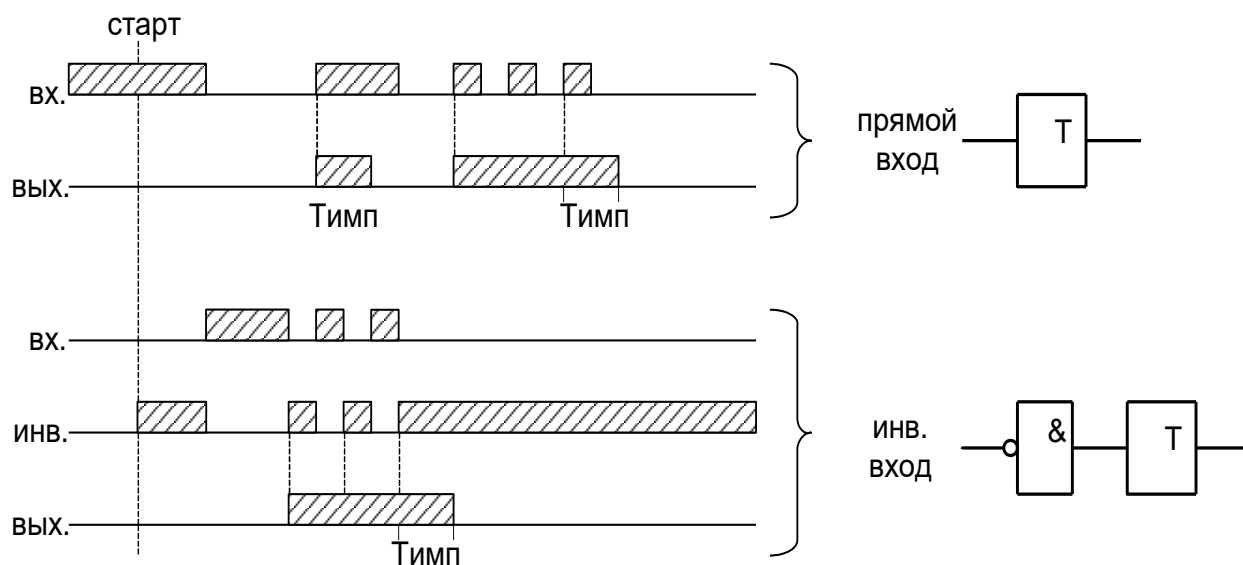 старт
вх.
вых.
Тимп
Тимп
прямой
вход
T
вх.
инв.
вых.
Тимп
инв.
вход
&
T